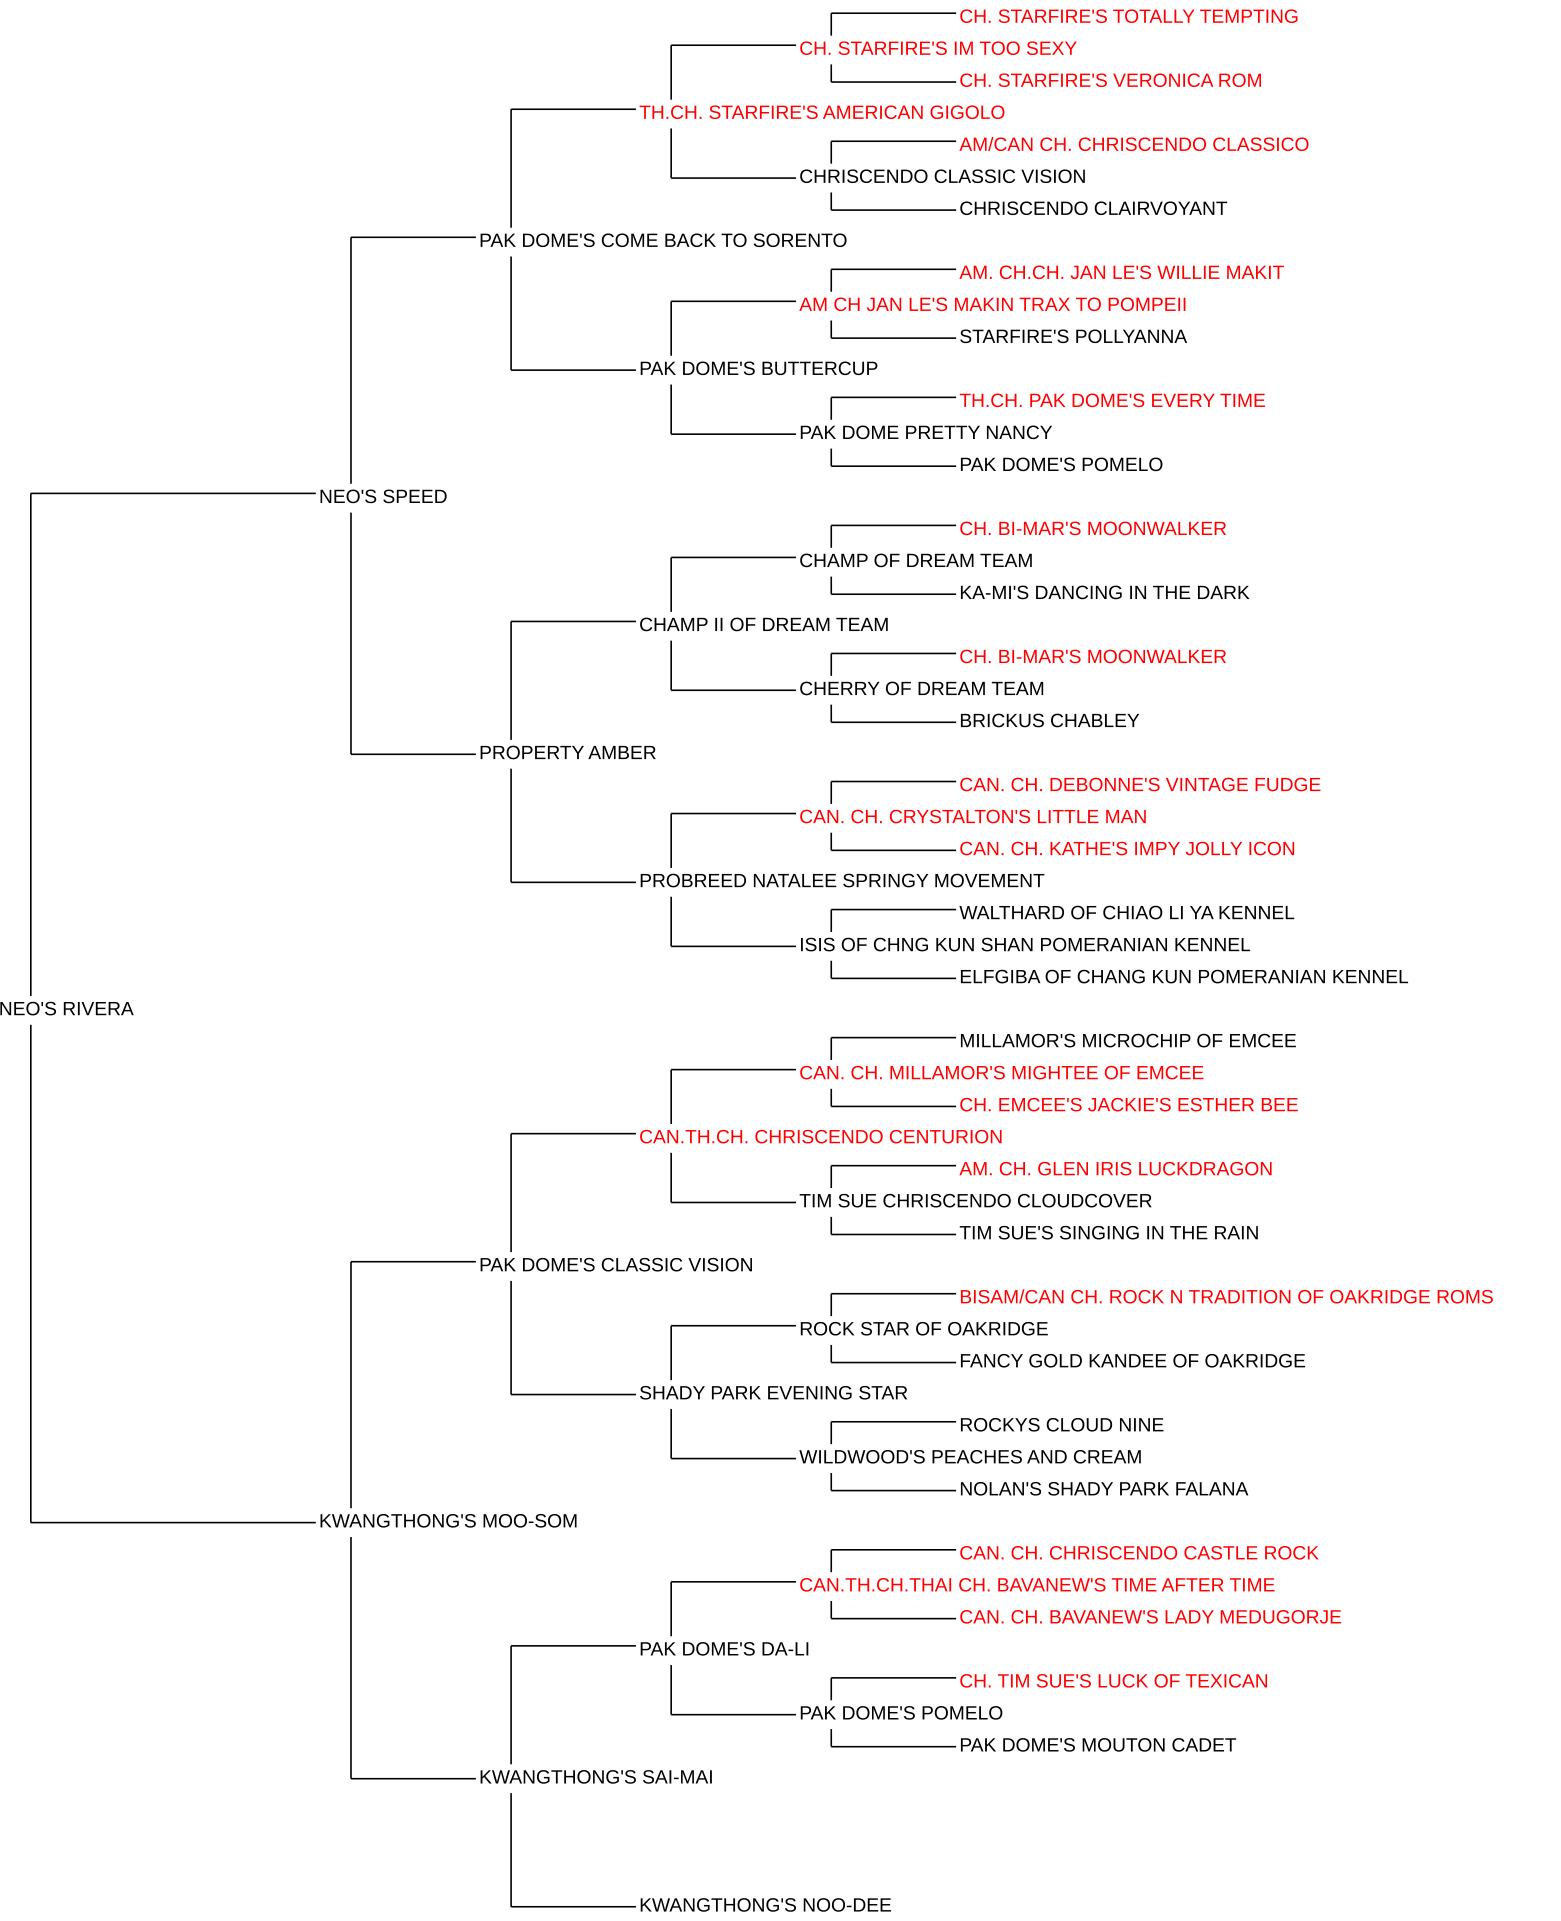 CH. STARFIRE'S TOTALLY TEMPTING
CH. STARFIRE'S IM TOO SEXY
CH. STARFIRE'S VERONICA ROM
TH.CH. STARFIRE'S AMERICAN GIGOLO
AM/CAN CH. CHRISCENDO CLASSICO
CHRISCENDO CLASSIC VISION
CHRISCENDO CLAIRVOYANT
PAK DOME'S COME BACK TO SORENTO
AM. CH.CH. JAN LE'S WILLIE MAKIT
AM CH JAN LE'S MAKIN TRAX TO POMPEII
STARFIRE'S POLLYANNA
PAK DOME'S BUTTERCUP
TH.CH. PAK DOME'S EVERY TIME
PAK DOME PRETTY NANCY
PAK DOME'S POMELO
NEO'S SPEED
CH. BI-MAR'S MOONWALKER
CHAMP OF DREAM TEAM
KA-MI'S DANCING IN THE DARK
CHAMP II OF DREAM TEAM
CH. BI-MAR'S MOONWALKER
CHERRY OF DREAM TEAM
BRICKUS CHABLEY
PROPERTY AMBER
CAN. CH. DEBONNE'S VINTAGE FUDGE
CAN. CH. CRYSTALTON'S LITTLE MAN
CAN. CH. KATHE'S IMPY JOLLY ICON
PROBREED NATALEE SPRINGY MOVEMENT
WALTHARD OF CHIAO LI YA KENNEL
ISIS OF CHNG KUN SHAN POMERANIAN KENNEL
ELFGIBA OF CHANG KUN POMERANIAN KENNEL
NEO'S RIVERA
MILLAMOR'S MICROCHIP OF EMCEE
CAN. CH. MILLAMOR'S MIGHTEE OF EMCEE
CH. EMCEE'S JACKIE'S ESTHER BEE
CAN.TH.CH. CHRISCENDO CENTURION
AM. CH. GLEN IRIS LUCKDRAGON
TIM SUE CHRISCENDO CLOUDCOVER
TIM SUE'S SINGING IN THE RAIN
PAK DOME'S CLASSIC VISION
BISAM/CAN CH. ROCK N TRADITION OF OAKRIDGE ROMS
ROCK STAR OF OAKRIDGE
FANCY GOLD KANDEE OF OAKRIDGE
SHADY PARK EVENING STAR
ROCKYS CLOUD NINE
WILDWOOD'S PEACHES AND CREAM
NOLAN'S SHADY PARK FALANA
KWANGTHONG'S MOO-SOM
CAN. CH. CHRISCENDO CASTLE ROCK
CAN.TH.CH.THAI CH. BAVANEW'S TIME AFTER TIME
CAN. CH. BAVANEW'S LADY MEDUGORJE
PAK DOME'S DA-LI
CH. TIM SUE'S LUCK OF TEXICAN
PAK DOME'S POMELO
PAK DOME'S MOUTON CADET
KWANGTHONG'S SAI-MAI
KWANGTHONG'S NOO-DEE